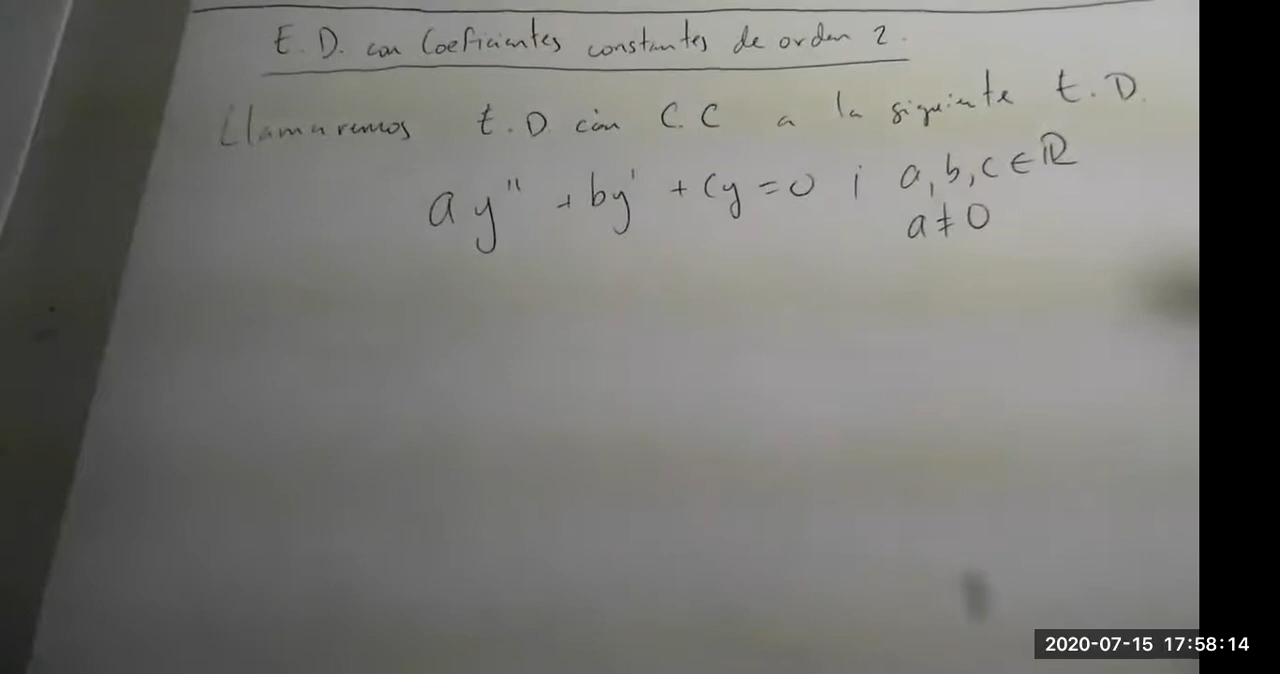 E. D. con Coeficientes constantes de orden 2.
Llamaremos E.D. con C.C a la siguiente E.D.
ay'' + by' + cy = 0 ; a, b, c ∈ ℝ
a ≠ 0
2020-07-15 17:58:14